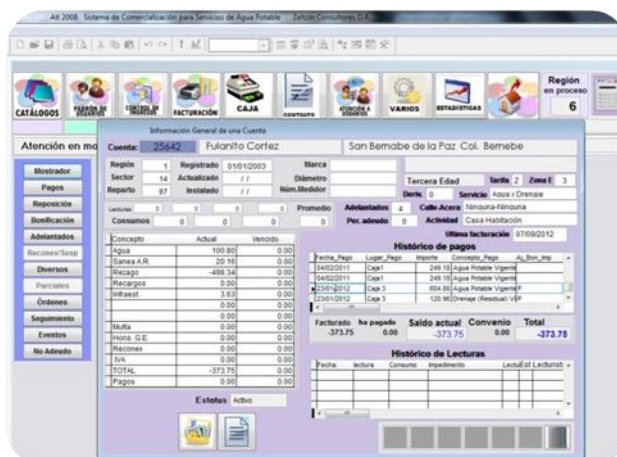 Atl 2008 Sistema de Comercialización para Servicios de Agua Potable Zeltzin Consultores D.A.
CATÁLOGOS
PADRÓN DE USUARIOS
CONTROL DE INGRESOS
FACTURACIÓN
CAJA
CONTRATO
ATENCIÓN A USUARIOS
VARIOS
ESTADÍSTICAS
Región en proceso
6
Atención en mo
Información General de una Cuenta
Mostrador
Pagos
Reposición
Bonificación
Adelantados
Recones/Susp
Diversos
Parciales
Órdenes
Seguimiento
Eventos
No Adeudo
Cuenta: 25642 Fulanito Cortez San Bernabe de la Paz Col. Bernebe
Región 1 Registrado 01/01/2003 Marca
Sector 14 Actualizado / / Diámetro Tercera Edad Tarifa Z Zona E 3
Reparto 97 Instalado / / Núm.Medidor Deriv. 0 Servicio Agua y Drenaje
Lecturas 0 0 0 0 Promedio Adelantados 4 Calle-Acera Ninguna-Ninguna
Consumos 0 0 0 0 0 Per. adeudo 0 Actividad Casa Habitación
Ultima facturación 07/09/2012
Concepto Actual Vencido
Agua 100.80 0.00
Sanea A.R. 20.16 0.00
Rezago -498.34 0.00
Recargos 0.00 0.00
Infraest. 3.63 0.00
0.00 0.00
0.00 0.00
Multa 0.00 0.00
Hons. G.E. 0.00 0.00
Reconex 0.00 0.00
IVA 0.00 0.00
TOTAL -373.75 0.00
Pagos 0.00 0.00
Estatus Activo
Histórico de pagos
Fecha_Pago Lugar_Pago Importe Concepto_Pago Aj_Bon_Imp
04/02/2011 Caja1 249.18 Agua Potable Vigente
04/02/2011 Caja1 249.18 Agua Potable Vigente
23/01/2012 Caja 3 604.80 Agua Potable Vigente P
23/01/2012 Caja 3 120.96 Drenaje (Residual) Vi P
Facturado ha pagado Saldo actual Convenio Total
-373.75 0.00 -373.75 0.00 -373.75
Histórico de Lecturas
Fecha lectura Consumo Impedimento Lectu Est Lecturist